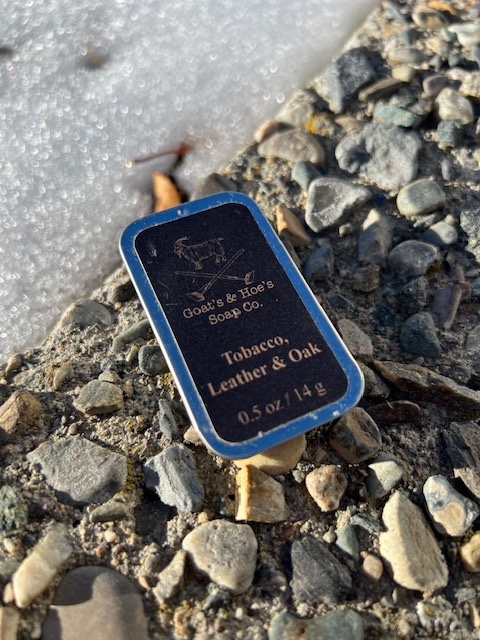 Goat's & Hoe's
Soap Co.
Tobacco,
Leather & Oak
0.5 oz / 14 g